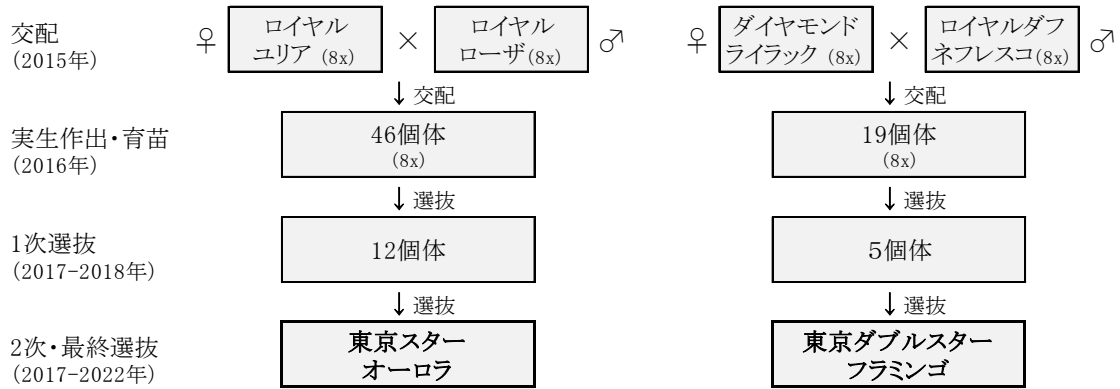 交配
(2015年)
♀ ロイヤル
ユリア (8x)
×
ロイヤル
ローザ(8x) ♂
♀ ダイヤモンド
ライラック (8x)
×
ロイヤルダフ
ネフレスコ(8x) ♂
↓ 交配
↓ 交配
実生作出・育苗
(2016年)
46個体
(8x)
19個体
(8x)
↓ 選抜
↓ 選抜
1次選抜
(2017-2018年)
12個体
5個体
↓ 選抜
↓ 選抜
2次・最終選抜
(2017-2022年)
東京スター
オーロラ
東京ダブルスター
フラミンゴ